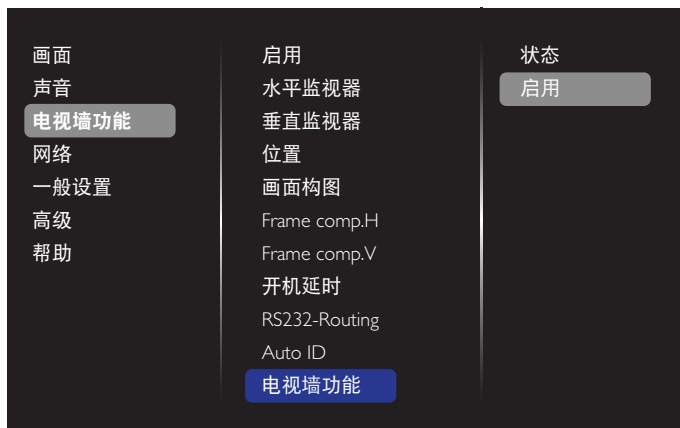 画面
声音
电视墙功能
网络
一般设置
高级
帮助
启用
水平监视器
垂直监视器
位置
画面构图
Frame comp.H
Frame comp.V
开机延时
RS232-Routing
Auto ID
电视墙功能
状态
启用